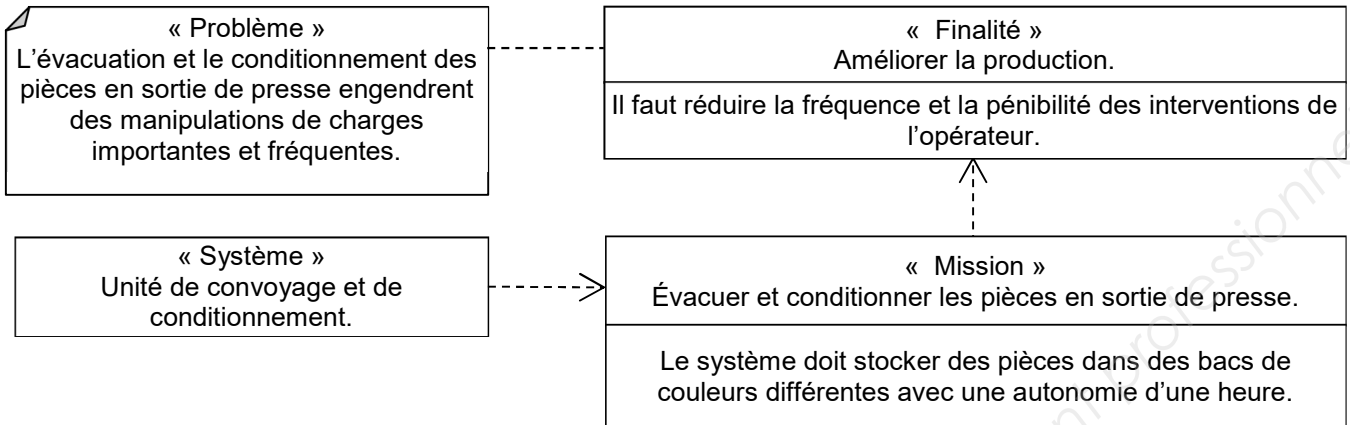 « Problème »
L’évacuation et le conditionnement des
pièces en sortie de presse engendrent
des manipulations de charges
importantes et fréquentes.
«  Finalité »
Améliorer la production.
Il faut réduire la fréquence et la pénibilité des interventions de
l’opérateur.
« Système »
Unité de convoyage et de
conditionnement.
«  Mission »
Évacuer et conditionner les pièces en sortie de presse.
Le système doit stocker des pièces dans des bacs de
couleurs différentes avec une autonomie d’une heure.